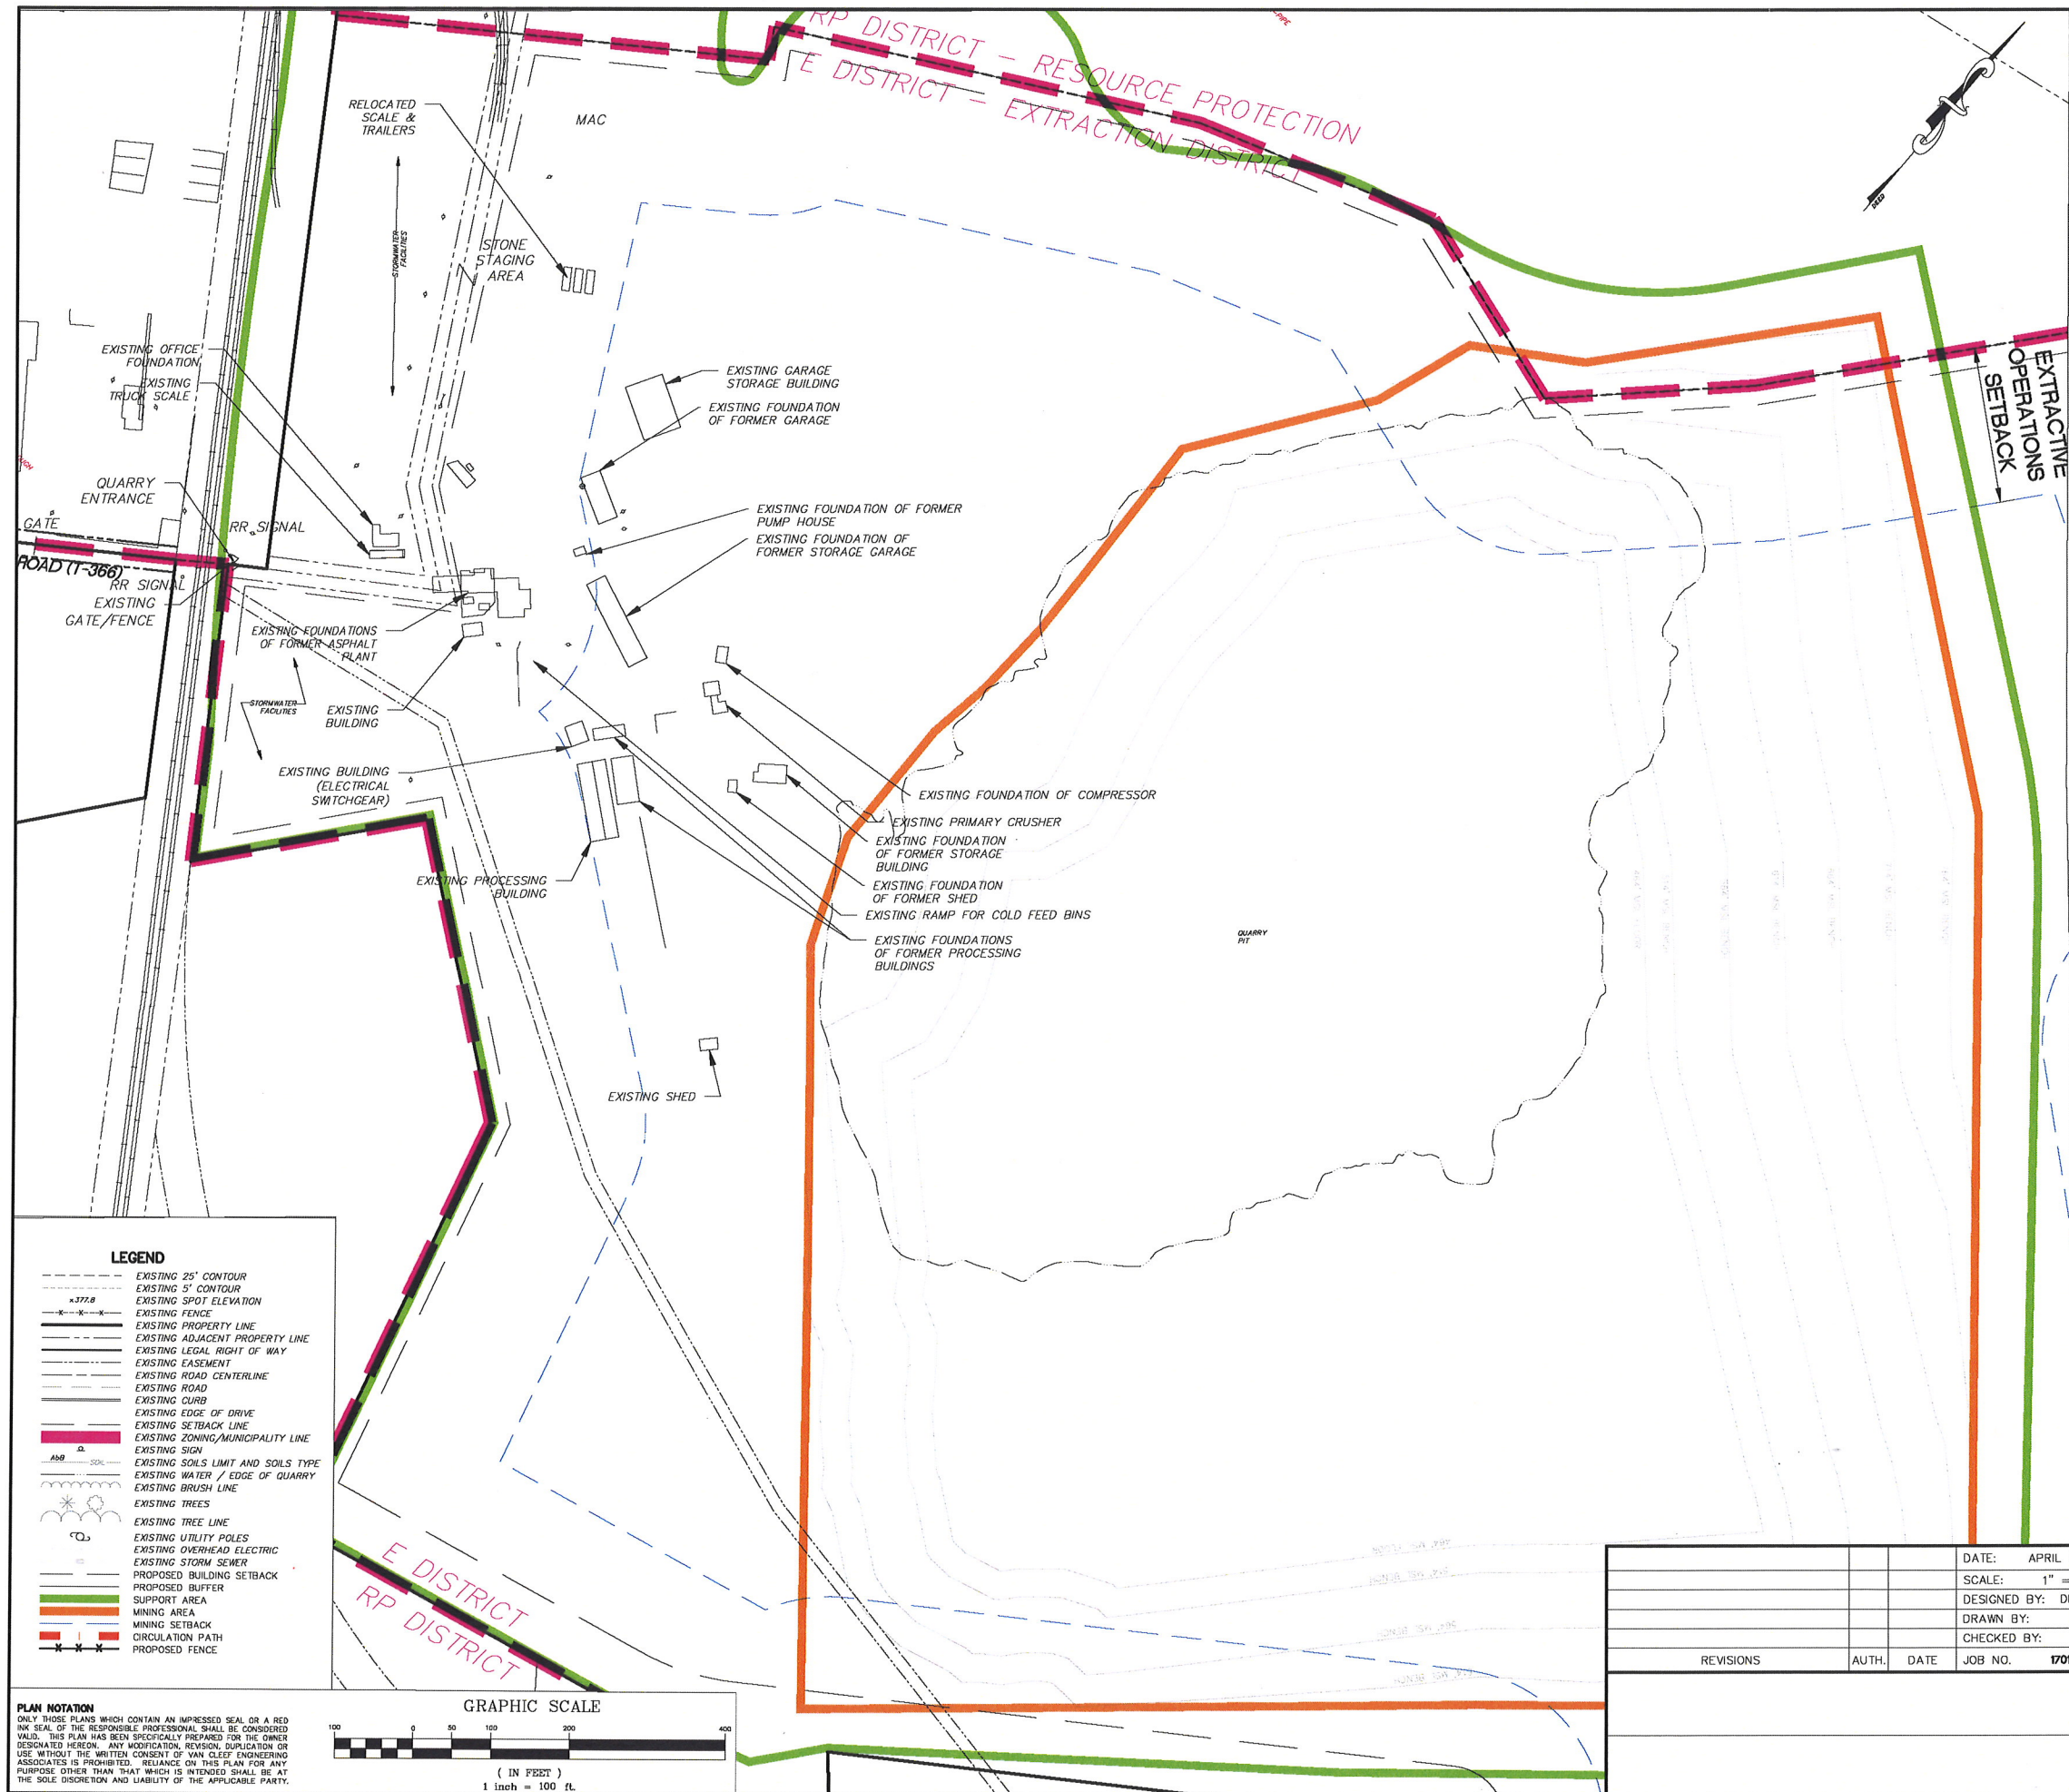 RP DISTRICT - RESOURCE PROTECTION
E DISTRICT - EXTRACTION DISTRICT
-PIPE
DEED
RELOCATED
SCALE &
TRAILERS
MAC
STORMWATER
FACILITIES
STONE
STAGING
AREA
EXISTING OFFICE
FOUNDATION
EXISTING
TRUCK SCALE
EXISTING GARAGE
STORAGE BUILDING
EXISTING FOUNDATION
OF FORMER GARAGE
EXTRACTIVE
OPERATIONS
SETBACK
QUARRY
ENTRANCE
GATE
RR SIGNAL
EXISTING FOUNDATION OF FORMER
PUMP HOUSE
EXISTING FOUNDATION OF
FORMER STORAGE GARAGE
ROAD (T-366)
RR SIGNAL
EXISTING
GATE/FENCE
EXISTING FOUNDATIONS
OF FORMER ASPHALT
PLANT
STORMWATER
FACILITIES
EXISTING
BUILDING
EXISTING BUILDING
(ELECTRICAL
SWITCHGEAR)
EXISTING FOUNDATION OF COMPRESSOR
EXISTING PRIMARY CRUSHER
EXISTING FOUNDATION
OF FORMER STORAGE
BUILDING
EXISTING PROCESSING
BUILDING
EXISTING FOUNDATION
OF FORMER SHED
EXISTING RAMP FOR COLD FEED BINS
EXISTING FOUNDATIONS
OF FORMER PROCESSING
BUILDINGS
QUARRY
PIT
EXISTING SHED
LEGEND
EXISTING 25' CONTOUR
EXISTING 5' CONTOUR
x377.8 EXISTING SPOT ELEVATION
EXISTING FENCE
EXISTING PROPERTY LINE
EXISTING ADJACENT PROPERTY LINE
EXISTING LEGAL RIGHT OF WAY
EXISTING EASEMENT
EXISTING ROAD CENTERLINE
EXISTING ROAD
EXISTING CURB
EXISTING EDGE OF DRIVE
EXISTING SETBACK LINE
EXISTING ZONING/MUNICIPALITY LINE
EXISTING SIGN
AbB SOIL EXISTING SOILS LIMIT AND SOILS TYPE
EXISTING WATER / EDGE OF QUARRY
EXISTING BRUSH LINE
EXISTING TREES
EXISTING TREE LINE
EXISTING UTILITY POLES
EXISTING OVERHEAD ELECTRIC
EXISTING STORM SEWER
PROPOSED BUILDING SETBACK
PROPOSED BUFFER
SUPPORT AREA
MINING AREA
MINING SETBACK
CIRCULATION PATH
PROPOSED FENCE
E DISTRICT
RP DISTRICT
PLAN NOTATION
ONLY THOSE PLANS WHICH CONTAIN AN IMPRESSED SEAL OR A RED
INK SEAL OF THE RESPONSIBLE PROFESSIONAL SHALL BE CONSIDERED
VALID. THIS PLAN HAS BEEN SPECIFICALLY PREPARED FOR THE OWNER
DESIGNATED HEREON. ANY MODIFICATION, REVISION, DUPLICATION OR
USE WITHOUT THE WRITTEN CONSENT OF VAN CLEEF ENGINEERING
ASSOCIATES IS PROHIBITED. RELIANCE ON THIS PLAN FOR ANY
PURPOSE OTHER THAN THAT WHICH IS INTENDED SHALL BE AT
THE SOLE DISCRETION AND LIABILITY OF THE APPLICABLE PARTY.
GRAPHIC SCALE
100 0 50 100 200 400
( IN FEET )
1 inch = 100 ft.
DATE: APRIL
SCALE: 1" =
DESIGNED BY:
DRAWN BY:
CHECKED BY:
REVISIONS AUTH. DATE JOB NO. 1701